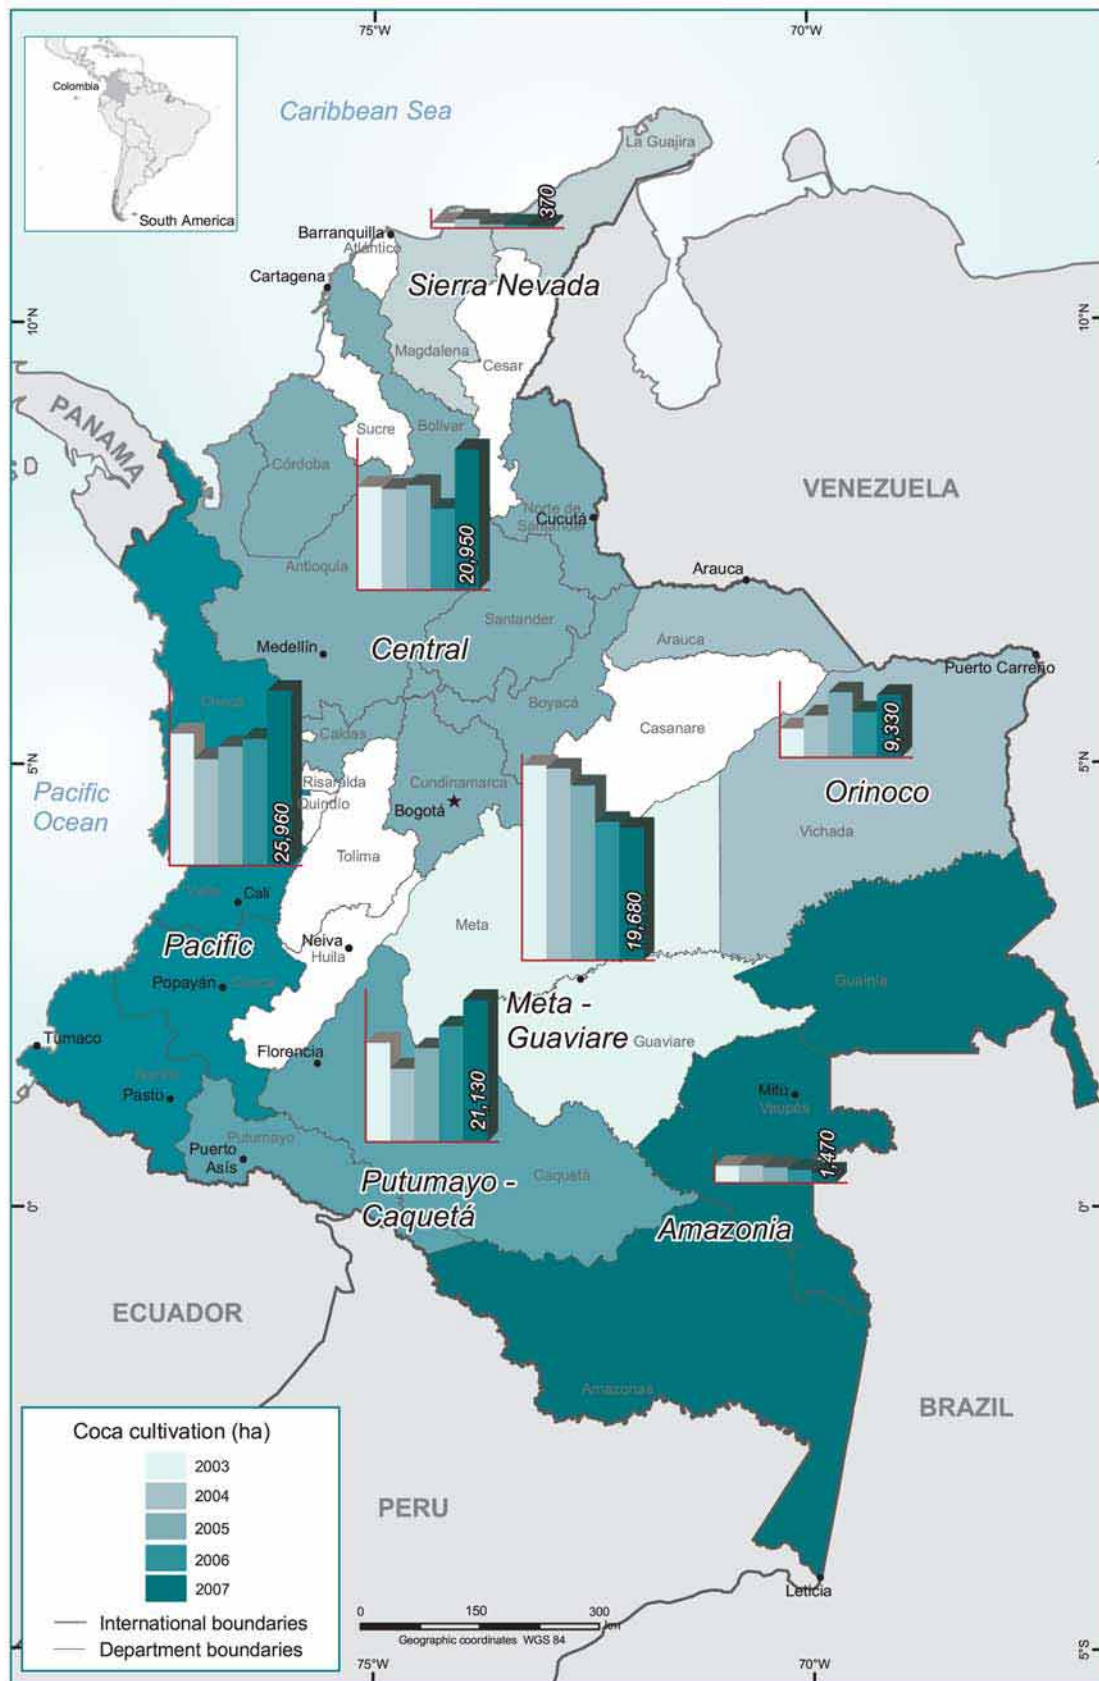 75°W
70°W
Colombia
South America
Caribbean Sea
La Guajira
370
Barranquilla
Atlántico
Cartagena
Sierra Nevada
10°N
10°N
Magdalena
Cesar
PANAMA
Sucre
Bolívar
Córdoba
VENEZUELA
Norte de
Santander
Cucutá
20,950
Antioquia
Arauca
Santander
Arauca
Medellín
Central
Puerto Carreño
Chocó
Boyacá
Casanare
9,330
Caldas
5°N
5°N
Risaralda
Cundinamarca
Quindío
Pacific
Ocean
Orinoco
Bogotá
25,960
Vichada
Tolima
Valle
Cali
19,680
Meta
Pacific
Neiva
Huila
Popayán
Cauca
Guainía
Meta -
Guaviare
Tumaco
Guaviare
Florencia
Nariño
Pasto
21,130
Mitú
Vaupés
Putumayo
Puerto
Asís
1,470
Putumayo -
Caquetá
Caquetá
Amazonia
0°
0°
ECUADOR
Amazonas
BRAZIL
PERU
Coca cultivation (ha)
2003
2004
2005
2006
2007
International boundaries
Department boundaries
Leticia
0
150
300
km
Geographic coordinates WGS 84
5°S
75°W
70°W